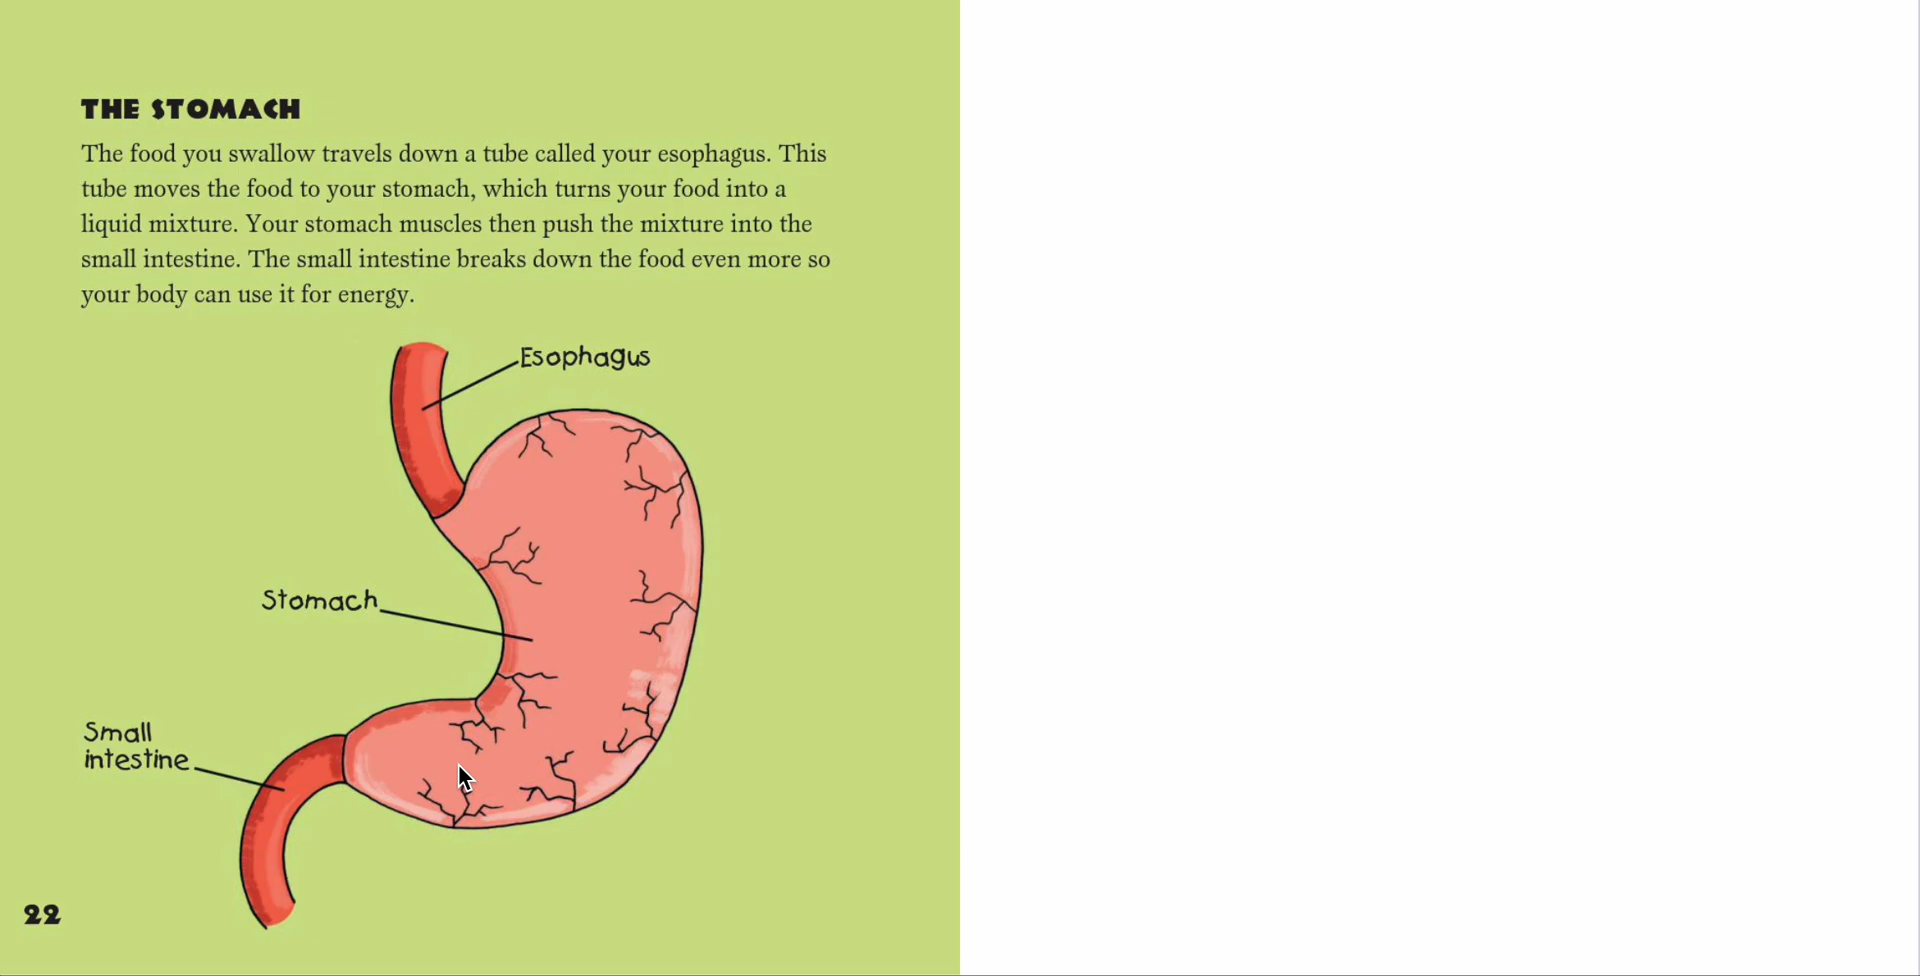 THE STOMACH
The food you swallow travels down a tube called your esophagus. This
tube moves the food to your stomach, which turns your food into a
liquid mixture. Your stomach muscles then push the mixture into the
small intestine. The small intestine breaks down the food even more so
your body can use it for energy.
Esophagus
Stomach
Small
intestine
22